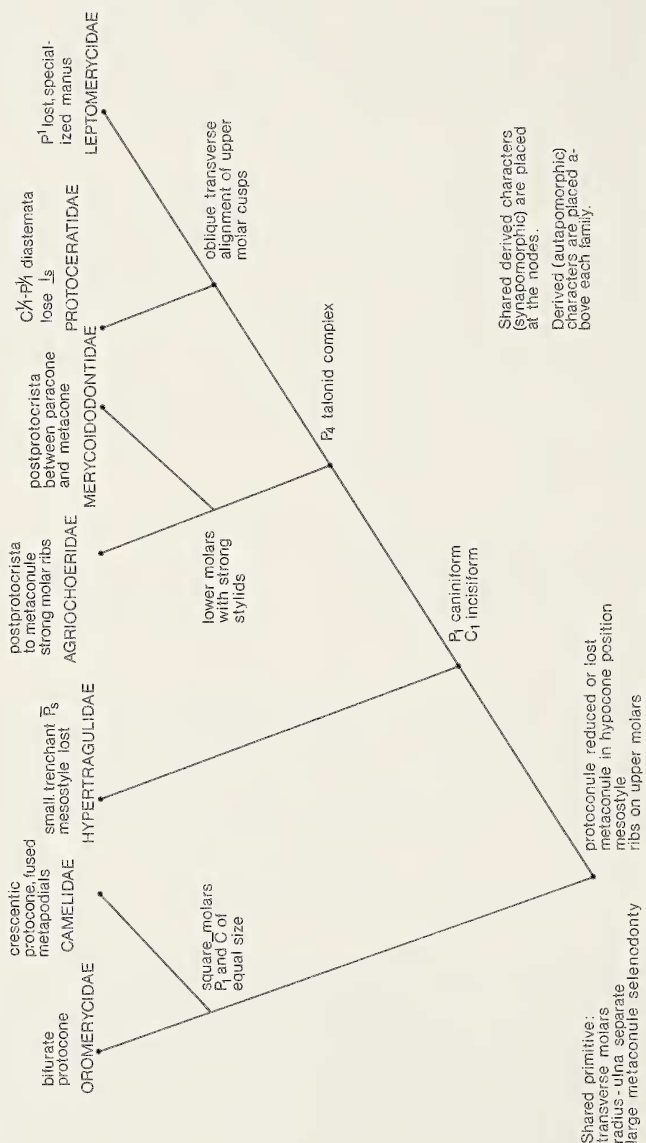 bifurate
protocone
OROMERYCIDAE
crescentic
protocone, fused
metapodials
CAMELIDAE
small, trenchant P̅s
mesostyle lost
HYPERTRAGULIDAE
postprotocrista
to metaconule
strong molar ribs
AGRIOCHOERIDAE
postprotocrista
between paracone
and metacone
MERYCOIDODONTIDAE
C/1-P/1 diastemata
lose I̲s
PROTOCERATIDAE
P¹ lost, special-
ized manus
LEPTOMERYCIDAE
square molars
P₁ and C of
equal size
lower molars
with strong
stylids
oblique transverse
alignment of upper
molar cusps
P₄ talonid complex
P₁ caniniform
C₁ incisiform
protoconule reduced or lost
metaconule in hypocone position
mesostyle
ribs on upper molars
Shared primitive:
transverse molars
radius-ulna separate
large metaconule selenodonty
Shared derived characters
(synapomorphic) are placed
at the nodes.
Derived (autapomorphic)
characters are placed a-
bove each family.